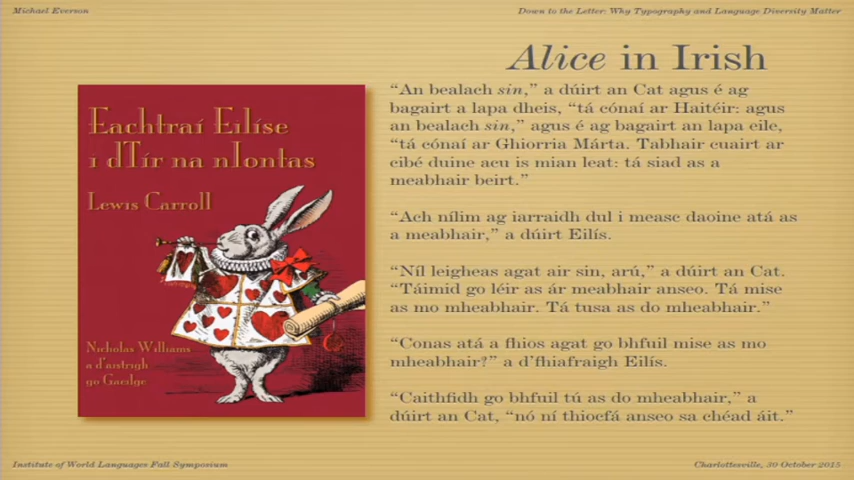 Michael Everson
Down to the Letter: Why Typography and Language Diversity Matter
Alice in Irish
Eachtraí Eilíse
i dTír na nIontas
Lewis Carroll
Nicholas Williams
a d'aistrigh
go Gaeilge
“An bealach sin,” a dúirt an Cat agus é ag
bagairt a lapa dheis, “tá cónaí ar Haitéir: agus
an bealach sin,” agus é ag bagairt an lapa eile,
“tá cónaí ar Ghiorria Márta. Tabhair cuairt ar
cibé duine acu is mian leat: tá siad as a
meabhair beirt.”
“Ach nílim ag iarraidh dul i measc daoine atá as
a meabhair,” a dúirt Eilís.
“Níl leigheas agat air sin, arú,” a dúirt an Cat.
“Táimid go léir as ár meabhair anseo. Tá mise
as mo mheabhair. Tá tusa as do mheabhair.”
“Conas atá a fhios agat go bhfuil mise as mo
mheabhair?” a d’fhiafraigh Eilís.
“Caithfidh go bhfuil tú as do mheabhair,” a
dúirt an Cat, “nó ní thiocfá anseo sa chéad áit.”
Institute of World Languages Fall Symposium
Charlottesville, 30 October 2015